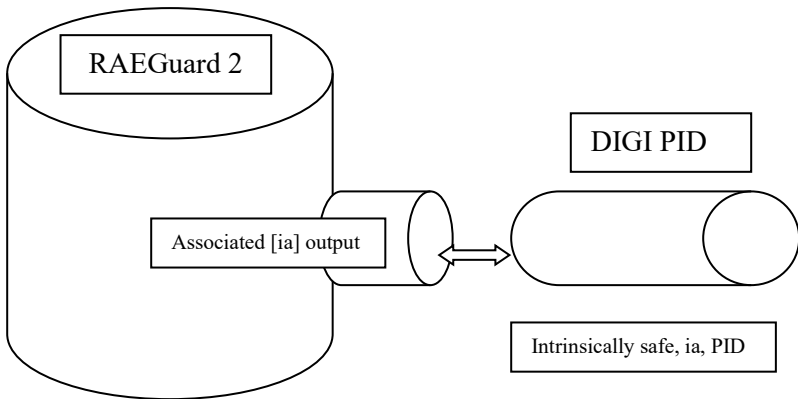 RAEGuard 2
DIGI PID
Associated [ia] output
Intrinsically safe, ia, PID